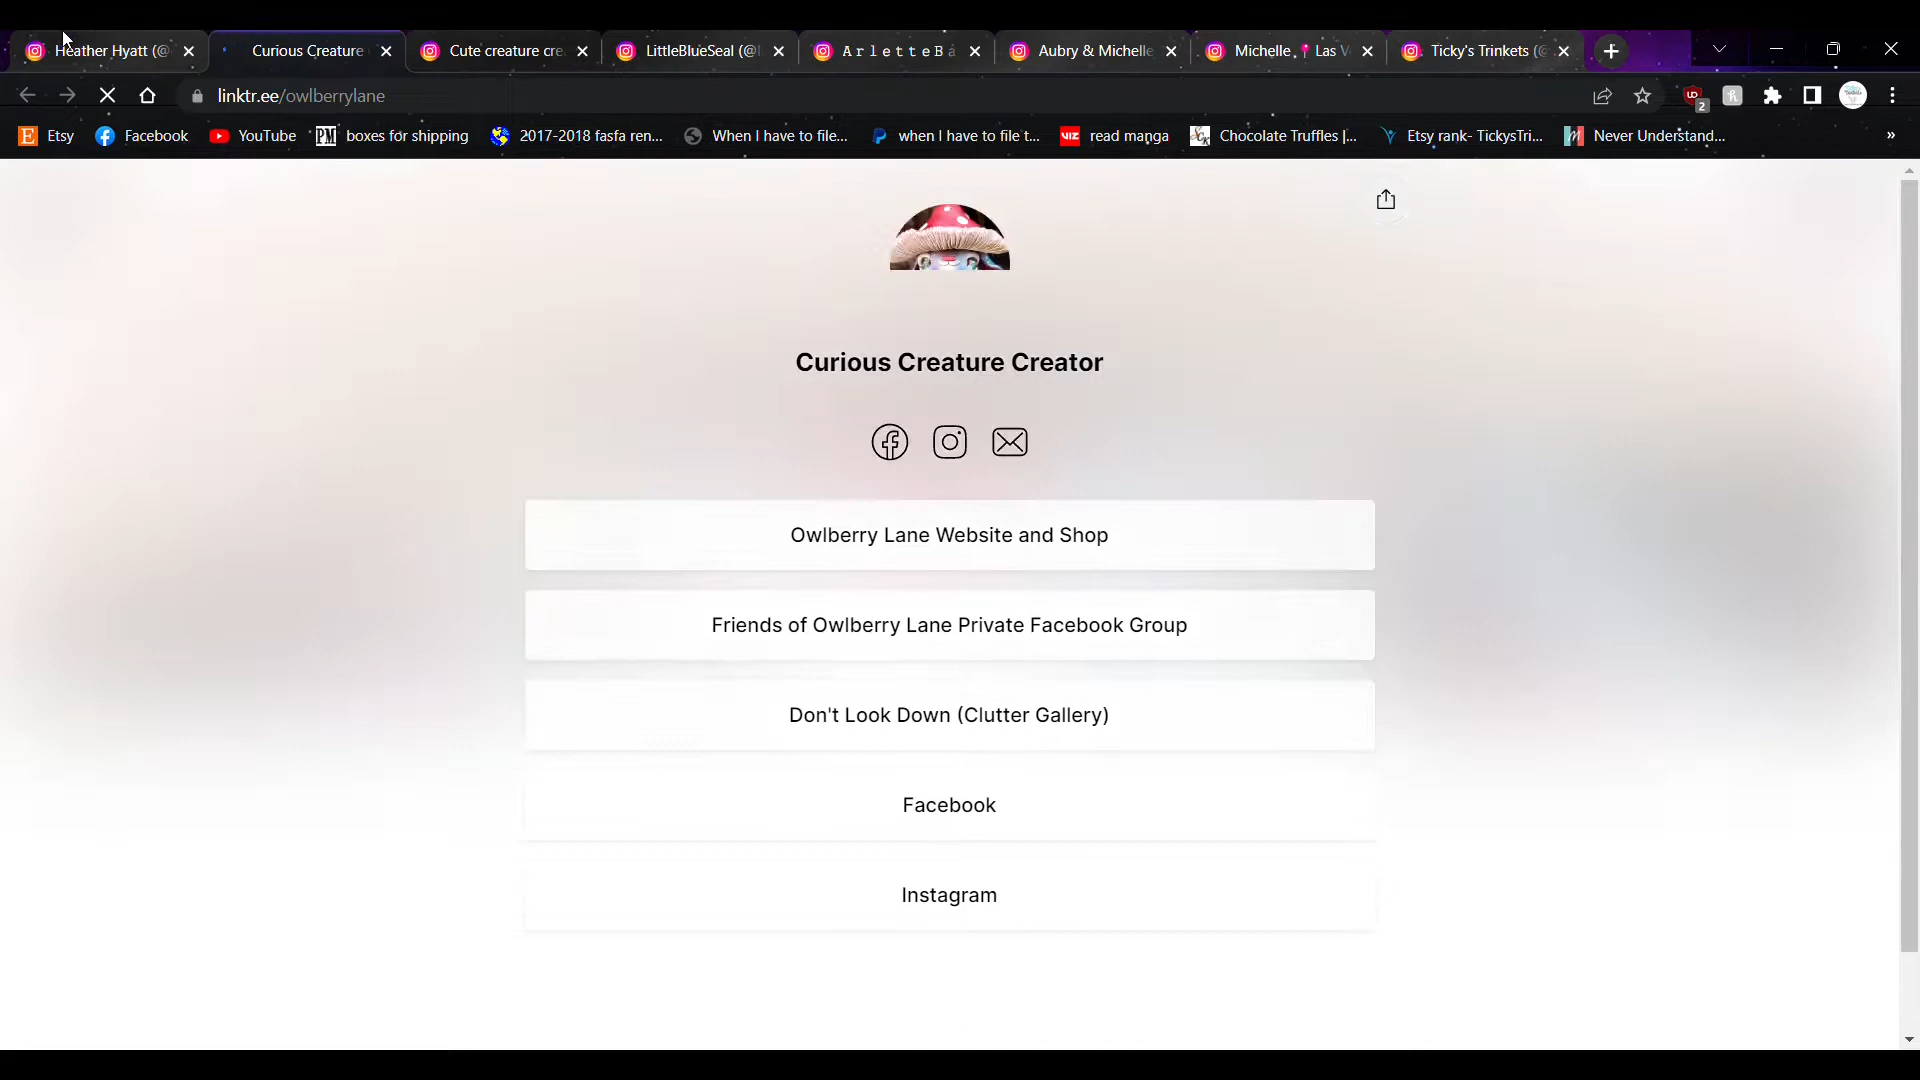 Heather Hyatt (@
Curious Creature
Cute creature cre
LittleBlueSeal (@
A r l e t t e B
Aubry & Michelle
Michelle 📍 Las V
Ticky's Trinkets (@
linktr.ee/owlberrylane
Etsy
Facebook
YouTube
boxes for shipping
2017-2018 fasfa ren...
When I have to file...
when I have to file t...
VIZ
read manga
Chocolate Truffles |...
Etsy rank- TickysTri...
Never Understand...
Curious Creature Creator
Owlberry Lane Website and Shop
Friends of Owlberry Lane Private Facebook Group
Don't Look Down (Clutter Gallery)
Facebook
Instagram